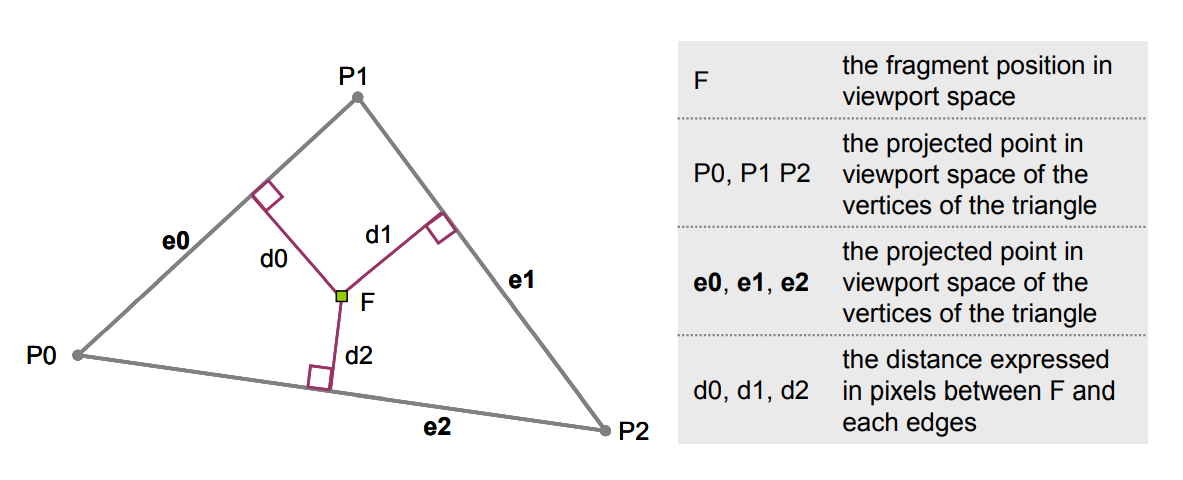 P1
e0
d0
d1
e1
F
P0
d2
e2
P2
F
the fragment position in
viewport space
P0, P1 P2
the projected point in
viewport space of the
vertices of the triangle
e0, e1, e2
the projected point in
viewport space of the
vertices of the triangle
d0, d1, d2
the distance expressed
in pixels between F and
each edges